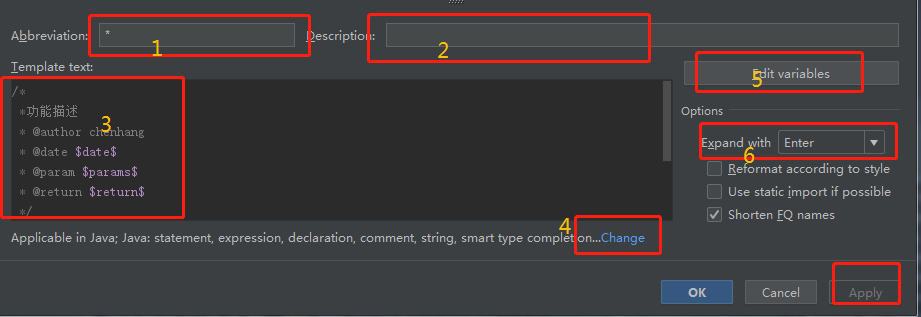 Abbreviation: * 1 Description: 2
Template text:
5 Edit variables
/*
*功能描述
* @author chenhang 3
* @date $date$
* @param $params$
* @return $return$
*/
Options
Expand with Enter 6
Reformat according to style
Use static import if possible
Shorten FQ names
Applicable in Java; Java: statement, expression, declaration, comment, string, smart type completion...Change 4
OK Cancel Apply